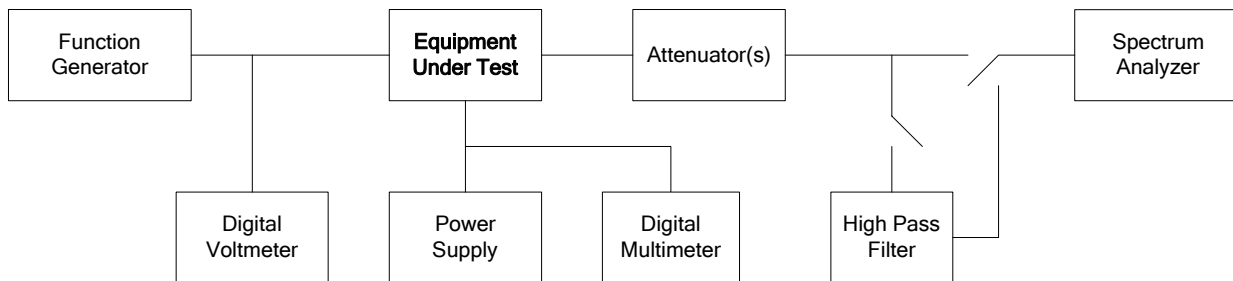 Function
Generator
Equipment
Under Test
Attenuator(s)
Spectrum
Analyzer
Digital
Voltmeter
Power
Supply
Digital
Multimeter
High Pass
Filter